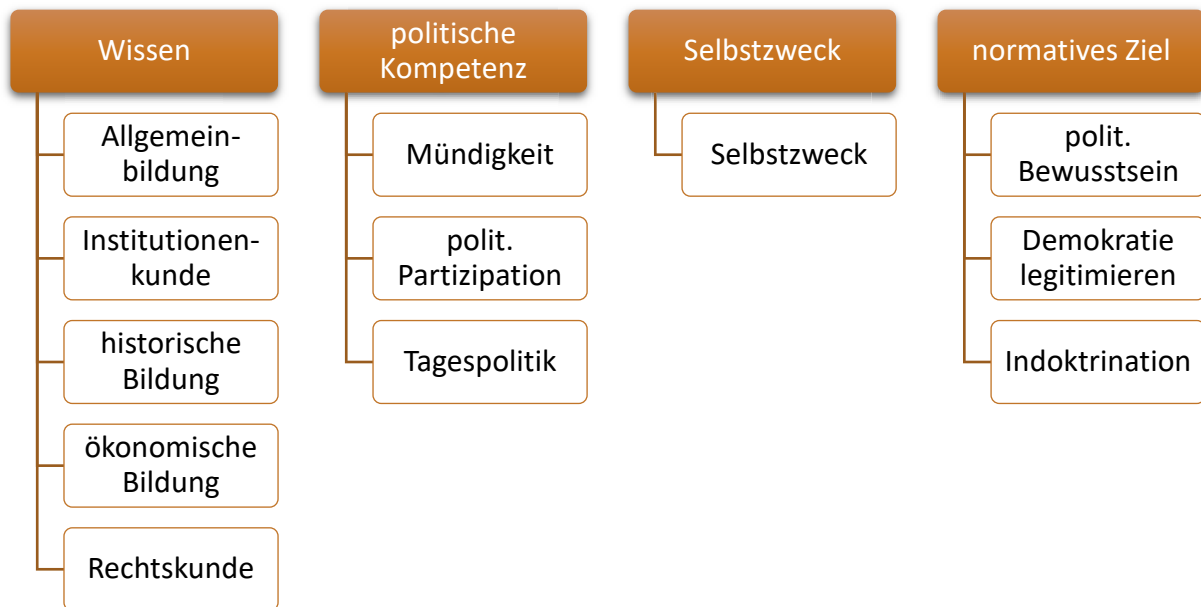 Wissen
Allgemein-
bildung
Institutionen-
kunde
historische
Bildung
ökonomische
Bildung
Rechtskunde
politische
Kompetenz
Mündigkeit
polit.
Partizipation
Tagespolitik
Selbstzweck
Selbstzweck
normatives Ziel
polit.
Bewusstsein
Demokratie
legitimieren
Indoktrination